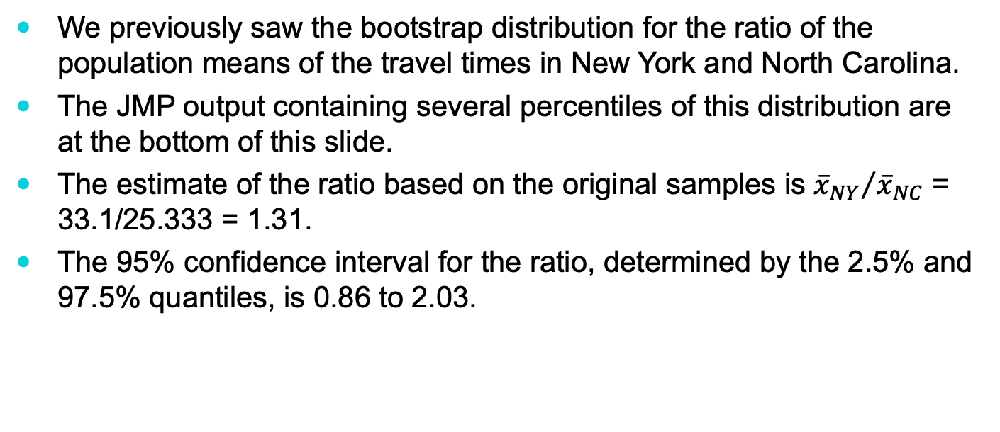 • We previously saw the bootstrap distribution for the ratio of the
population means of the travel times in New York and North Carolina.
• The JMP output containing several percentiles of this distribution are
at the bottom of this slide.
• The estimate of the ratio based on the original samples is x̄NY/x̄NC =
33.1/25.333 = 1.31.
• The 95% confidence interval for the ratio, determined by the 2.5% and
97.5% quantiles, is 0.86 to 2.03.